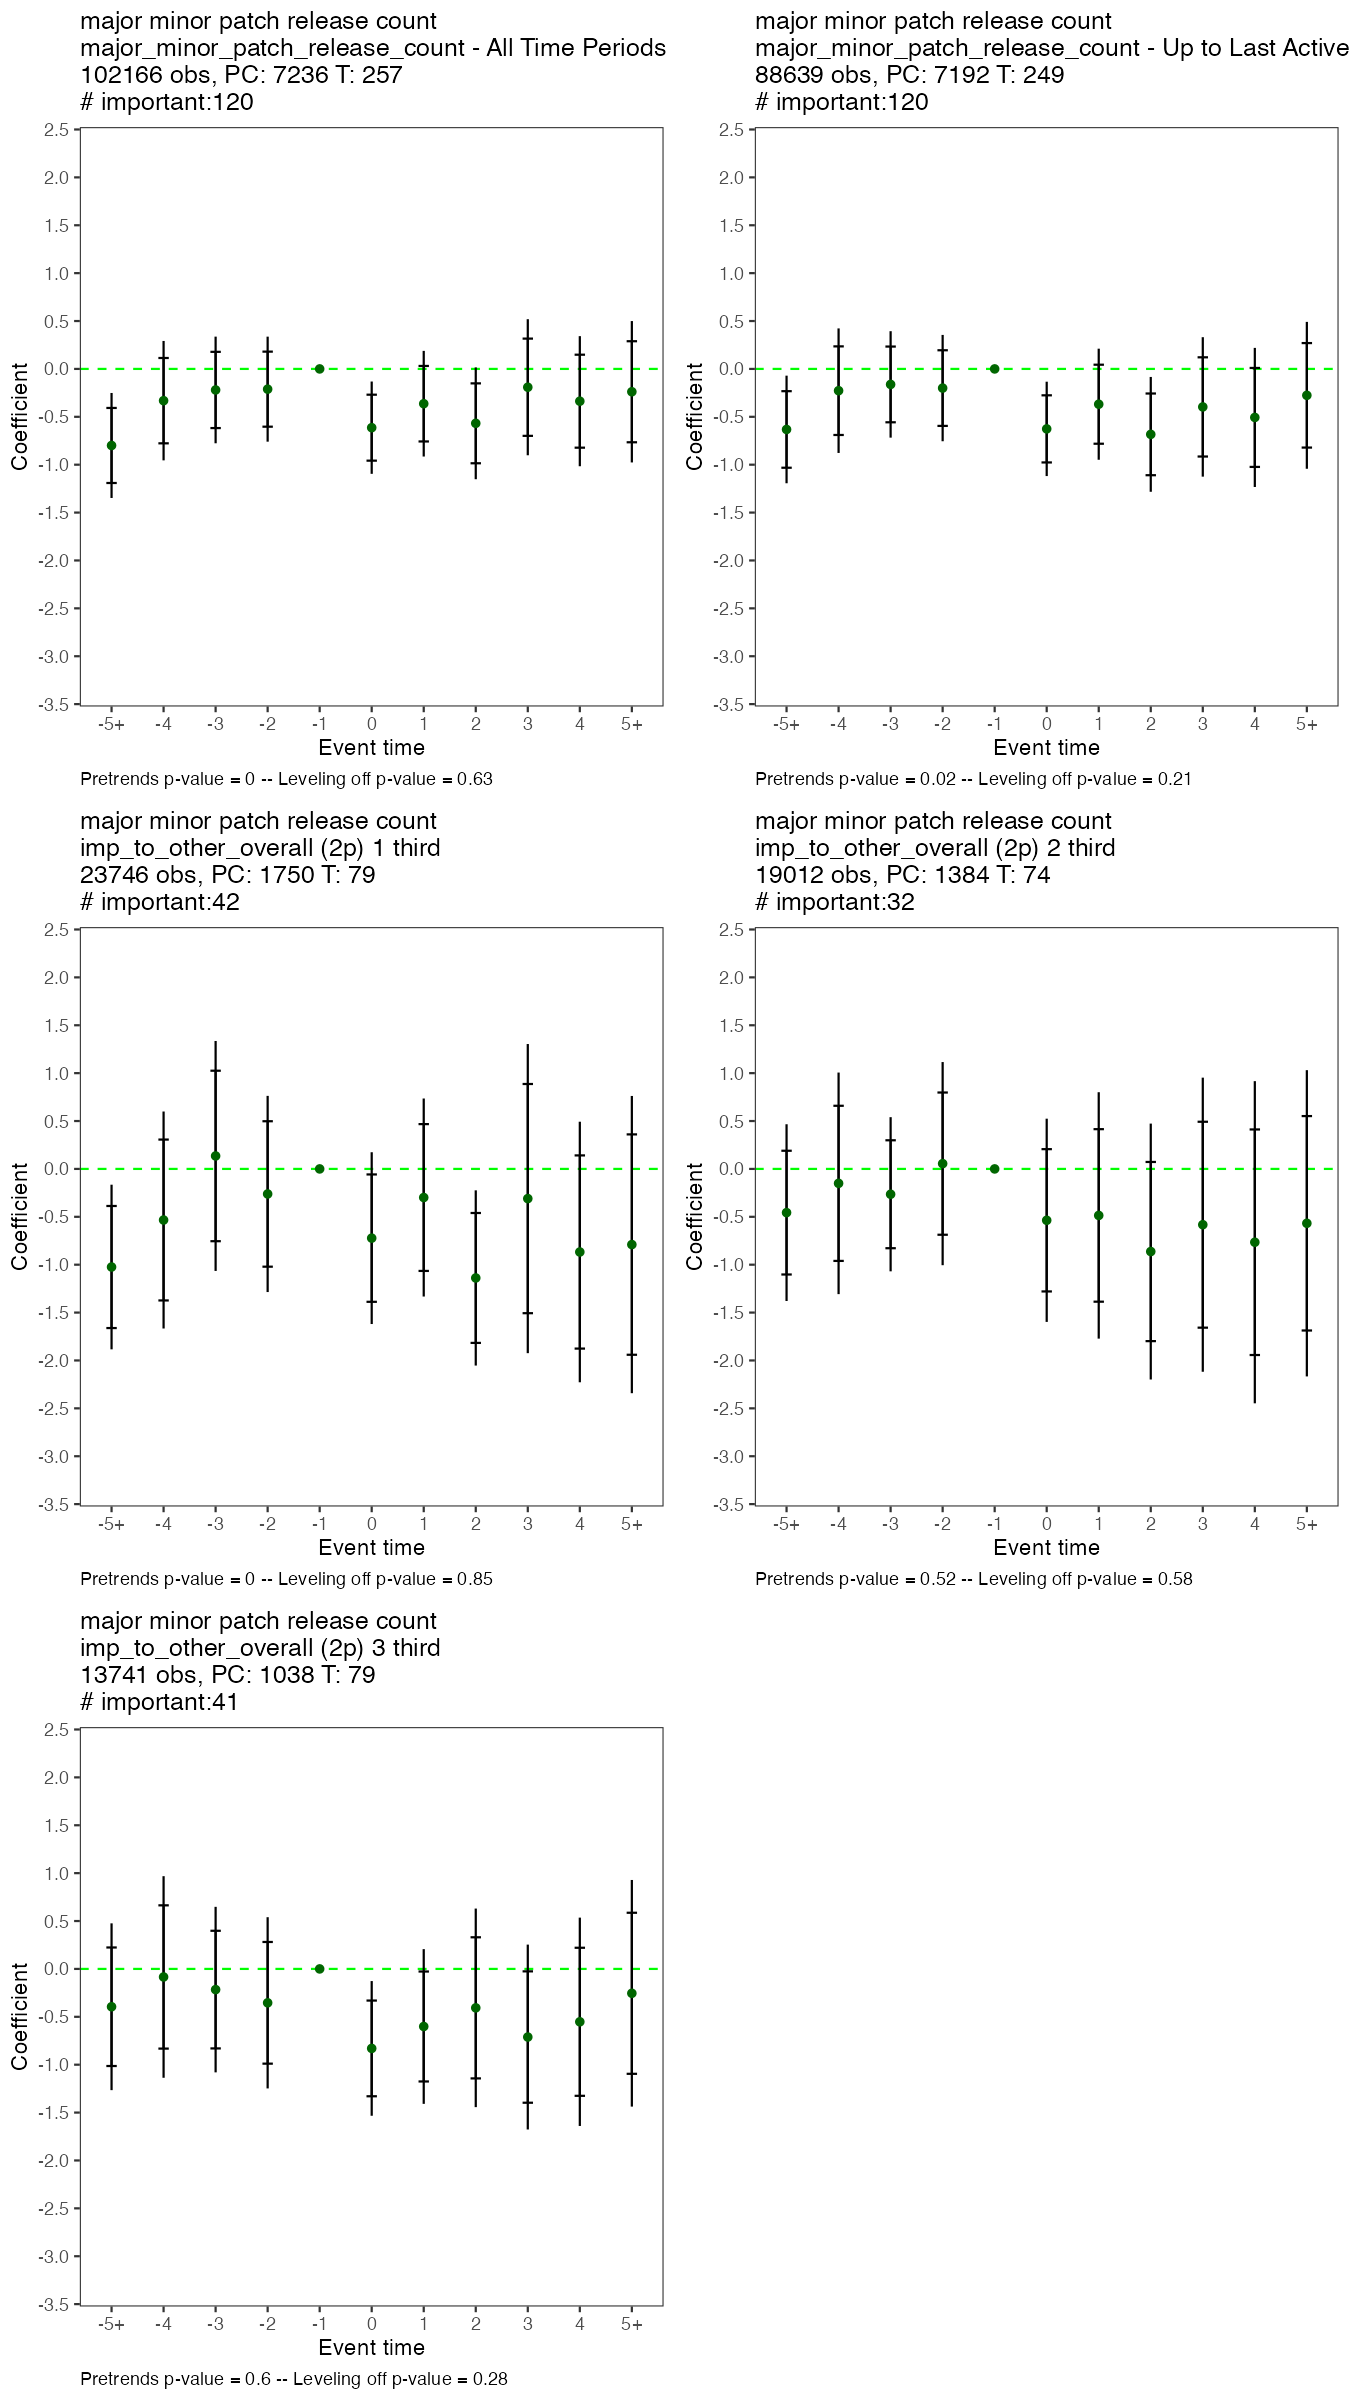 major minor patch release count
major_minor_patch_release_count - All Time Periods
102166 obs, PC: 7236 T: 257
# important:120
2.5
2.0
1.5
1.0
0.5
0.0
-0.5
-1.0
-1.5
-2.0
-2.5
-3.0
-3.5
Coefficient
-5+ -4 -3 -2 -1 0 1 2 3 4 5+
Event time
Pretrends p-value = 0 -- Leveling off p-value = 0.63
major minor patch release count
major_minor_patch_release_count - Up to Last Active
88639 obs, PC: 7192 T: 249
# important:120
2.5
2.0
1.5
1.0
0.5
0.0
-0.5
-1.0
-1.5
-2.0
-2.5
-3.0
-3.5
Coefficient
-5+ -4 -3 -2 -1 0 1 2 3 4 5+
Event time
Pretrends p-value = 0.02 -- Leveling off p-value = 0.21
major minor patch release count
imp_to_other_overall (2p) 1 third
23746 obs, PC: 1750 T: 79
# important:42
2.5
2.0
1.5
1.0
0.5
0.0
-0.5
-1.0
-1.5
-2.0
-2.5
-3.0
-3.5
Coefficient
-5+ -4 -3 -2 -1 0 1 2 3 4 5+
Event time
Pretrends p-value = 0 -- Leveling off p-value = 0.85
major minor patch release count
imp_to_other_overall (2p) 2 third
19012 obs, PC: 1384 T: 74
# important:32
2.5
2.0
1.5
1.0
0.5
0.0
-0.5
-1.0
-1.5
-2.0
-2.5
-3.0
-3.5
Coefficient
-5+ -4 -3 -2 -1 0 1 2 3 4 5+
Event time
Pretrends p-value = 0.52 -- Leveling off p-value = 0.58
major minor patch release count
imp_to_other_overall (2p) 3 third
13741 obs, PC: 1038 T: 79
# important:41
2.5
2.0
1.5
1.0
0.5
0.0
-0.5
-1.0
-1.5
-2.0
-2.5
-3.0
-3.5
Coefficient
-5+ -4 -3 -2 -1 0 1 2 3 4 5+
Event time
Pretrends p-value = 0.6 -- Leveling off p-value = 0.28